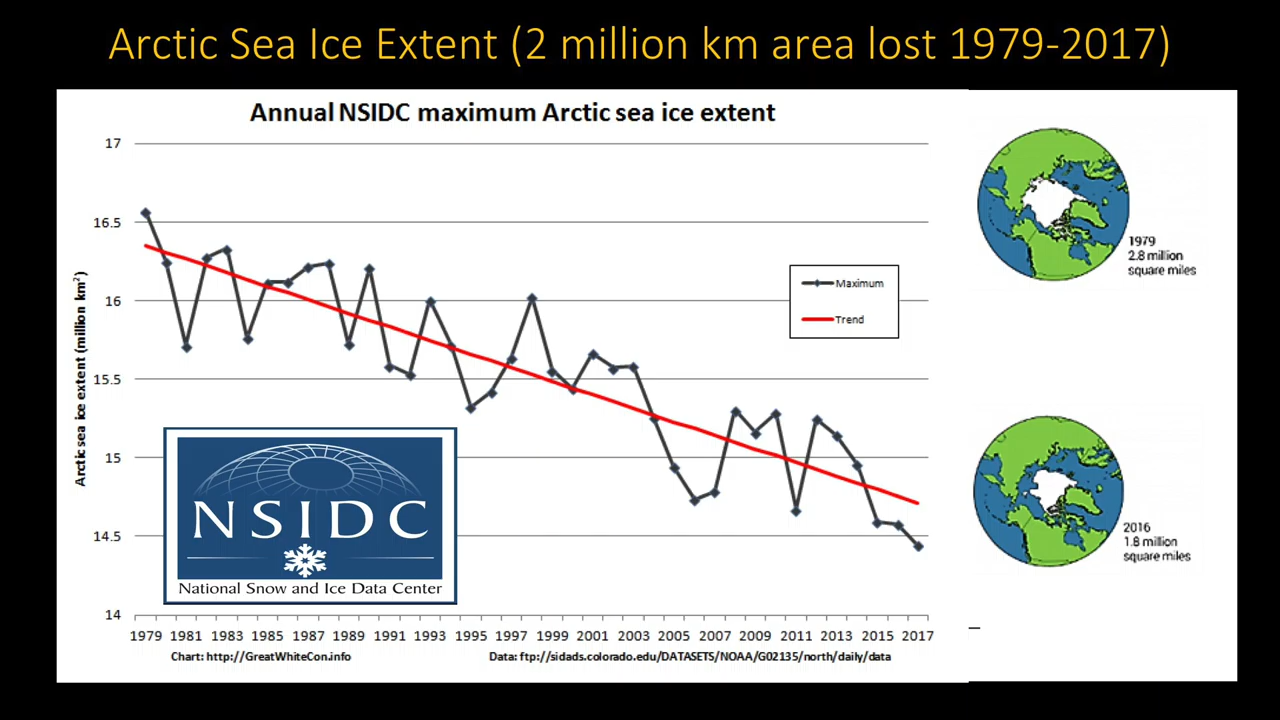 Arctic Sea Ice Extent (2 million km area lost 1979-2017)
Annual NSIDC maximum Arctic sea ice extent
17
16.5
16
15.5
15
14.5
14
Arctic sea ice extent (million km²)
Maximum
Trend
NSIDC
National Snow and Ice Data Center
1979 1981 1983 1985 1987 1989 1991 1993 1995 1997 1999 2001 2003 2005 2007 2009 2011 2013 2015 2017
Chart: http://GreatWhiteCon.info
Data: ftp://sidads.colorado.edu/DATASETS/NOAA/G02135/north/daily/data
1979
2.8 million
square miles
2016
1.8 million
square miles